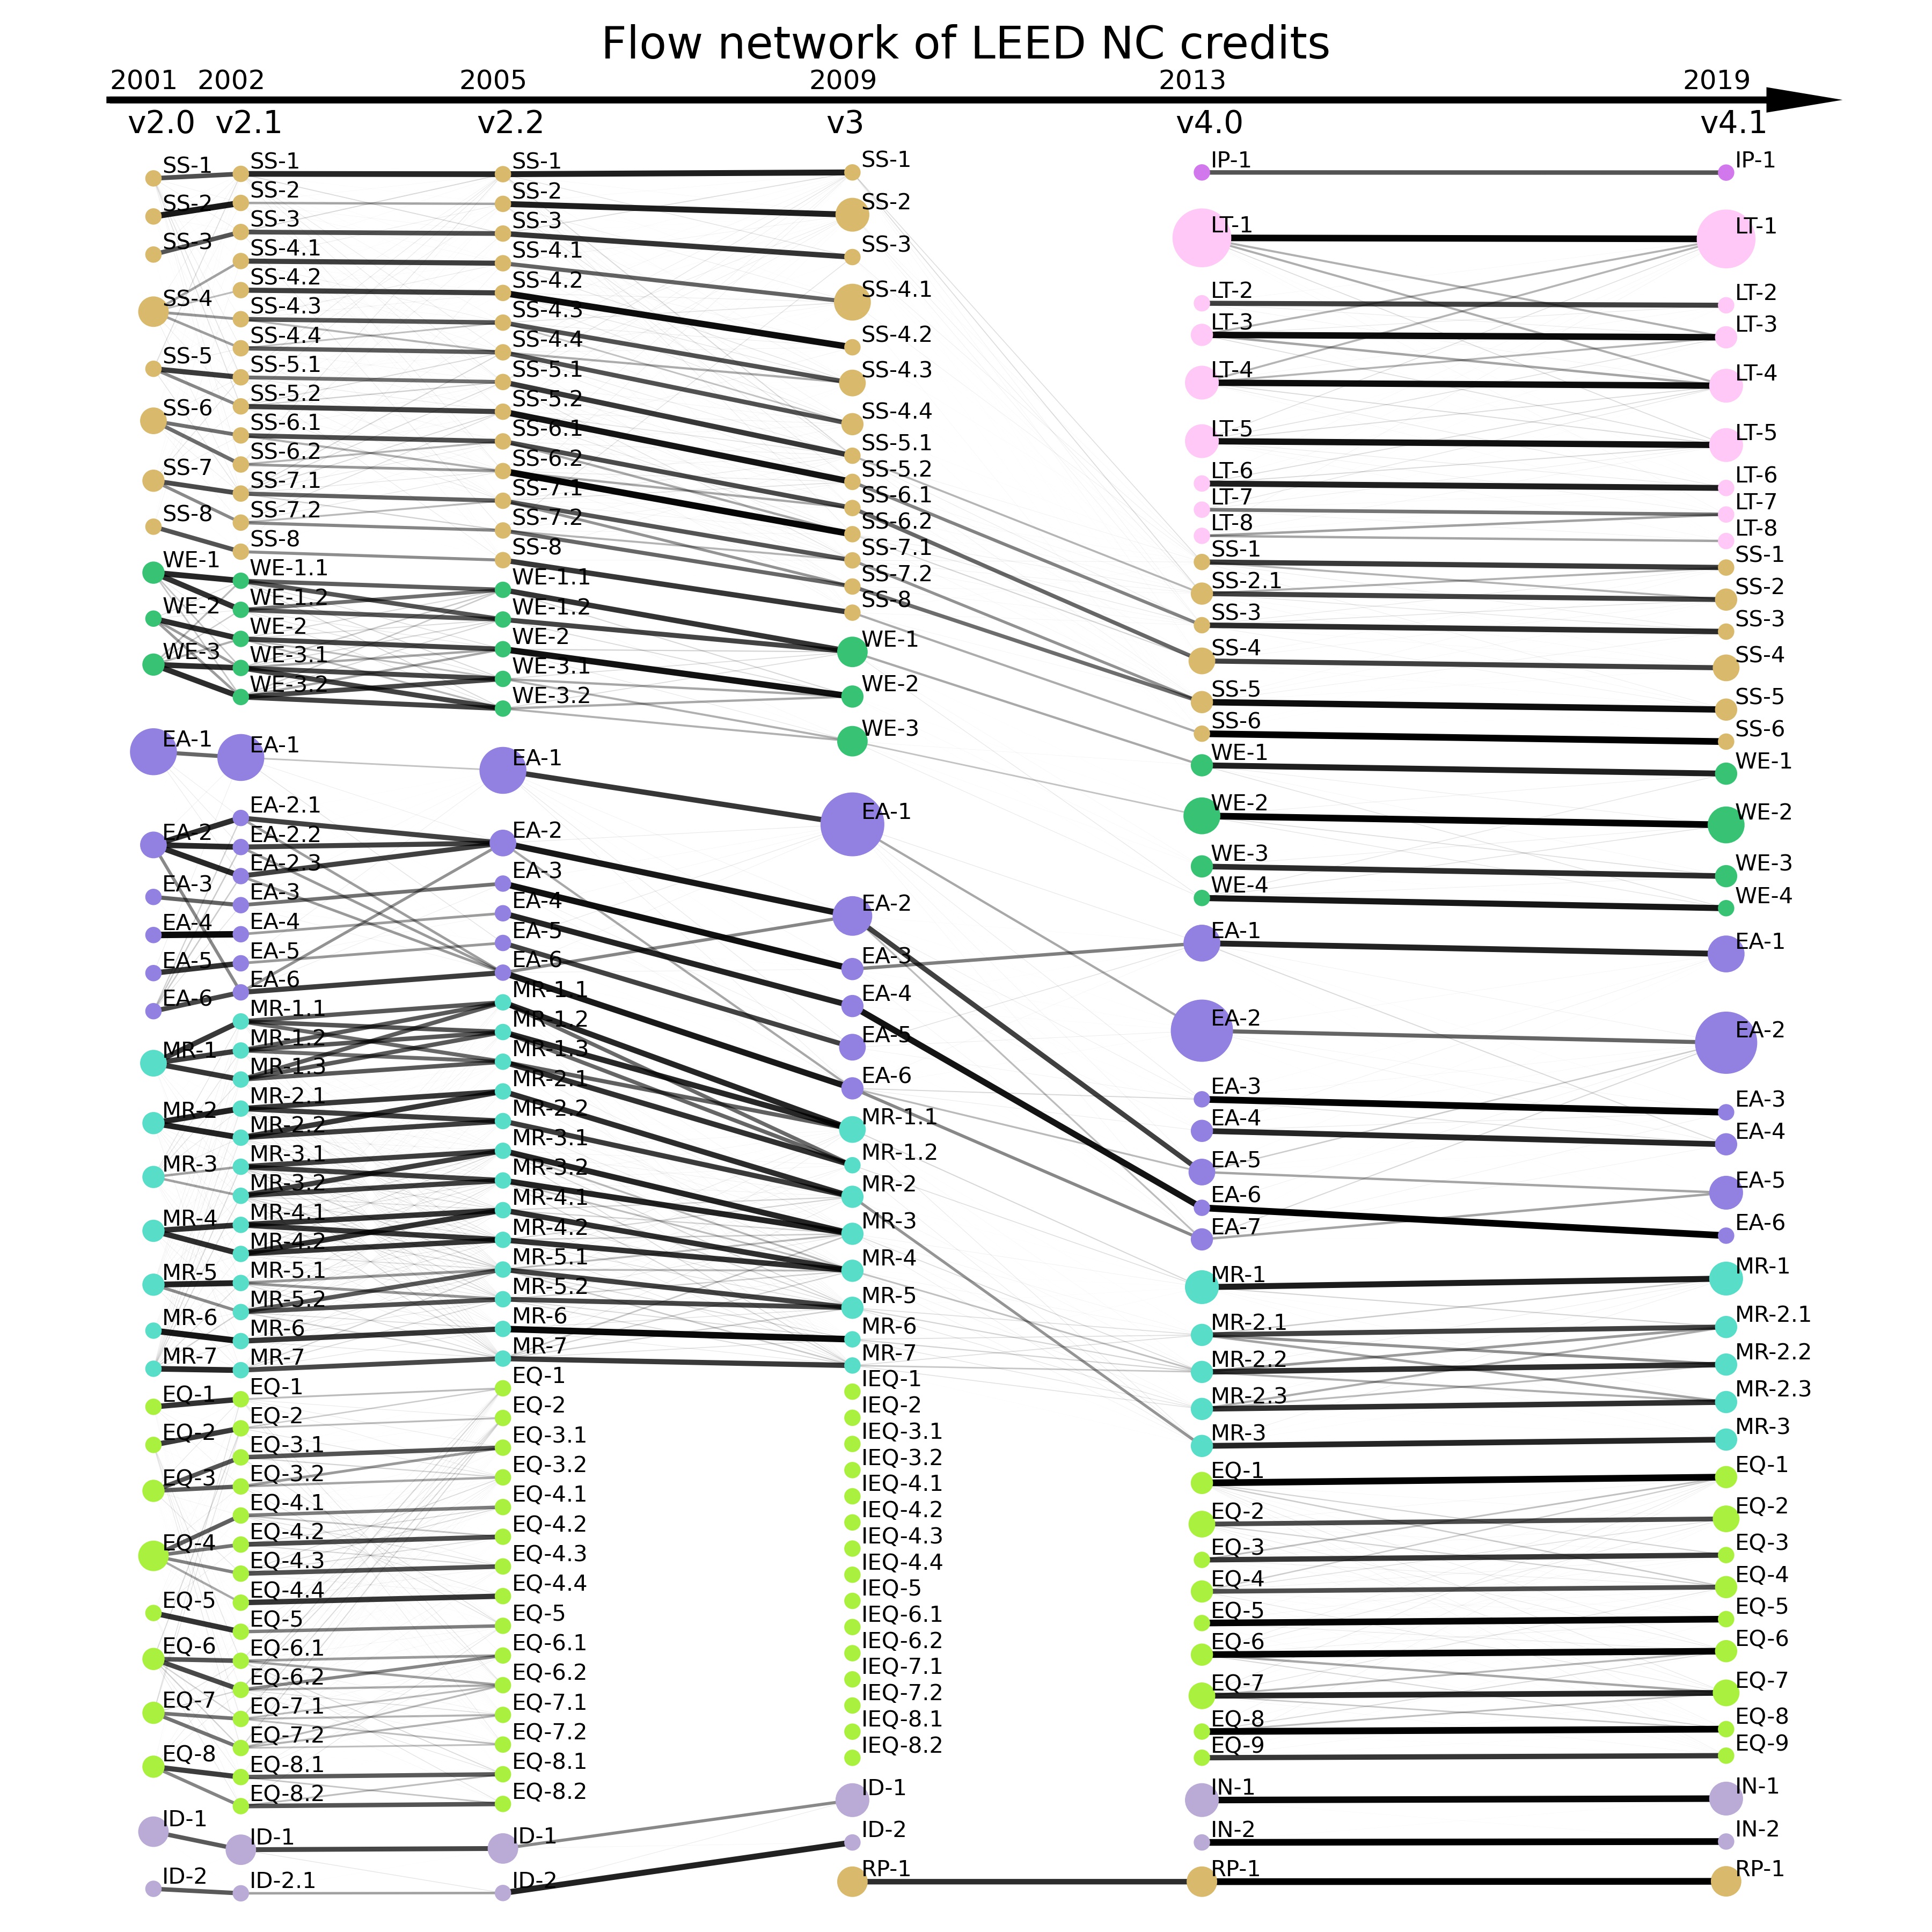 Flow network of LEED NC credits
2001 2002 2005 2009 2013 2019
v2.0 v2.1 v2.2 v3 v4.0 v4.1
SS-1
SS-2
SS-3
SS-4
SS-5
SS-6
SS-7
SS-8
WE-1
WE-2
WE-3
EA-1
EA-2
EA-3
EA-4
EA-5
EA-6
MR-1
MR-2
MR-3
MR-4
MR-5
MR-6
MR-7
EQ-1
EQ-2
EQ-3
EQ-4
EQ-5
EQ-6
EQ-7
EQ-8
ID-1
ID-2
SS-1
SS-2
SS-3
SS-4.1
SS-4.2
SS-4.3
SS-4.4
SS-5.1
SS-5.2
SS-6.1
SS-6.2
SS-7.1
SS-7.2
SS-8
WE-1.1
WE-1.2
WE-2
WE-3.1
WE-3.2
EA-1
EA-2.1
EA-2.2
EA-2.3
EA-3
EA-4
EA-5
EA-6
MR-1.1
MR-1.2
MR-1.3
MR-2.1
MR-2.2
MR-3.1
MR-3.2
MR-4.1
MR-4.2
MR-5.1
MR-5.2
MR-6
MR-7
EQ-1
EQ-2
EQ-3.1
EQ-3.2
EQ-4.1
EQ-4.2
EQ-4.3
EQ-4.4
EQ-5
EQ-6.1
EQ-6.2
EQ-7.1
EQ-7.2
EQ-8.1
EQ-8.2
ID-1
ID-2.1
SS-1
SS-2
SS-3
SS-4.1
SS-4.2
SS-4.3
SS-4.4
SS-5.1
SS-5.2
SS-6.1
SS-6.2
SS-7.1
SS-7.2
SS-8
WE-1.1
WE-1.2
WE-2
WE-3.1
WE-3.2
EA-1
EA-2
EA-3
EA-4
EA-5
EA-6
MR-1.1
MR-1.2
MR-1.3
MR-2.1
MR-2.2
MR-3.1
MR-3.2
MR-4.1
MR-4.2
MR-5.1
MR-5.2
MR-6
MR-7
EQ-1
EQ-2
EQ-3.1
EQ-3.2
EQ-4.1
EQ-4.2
EQ-4.3
EQ-4.4
EQ-5
EQ-6.1
EQ-6.2
EQ-7.1
EQ-7.2
EQ-8.1
EQ-8.2
ID-1
ID-2
SS-1
SS-2
SS-3
SS-4.1
SS-4.2
SS-4.3
SS-4.4
SS-5.1
SS-5.2
SS-6.1
SS-6.2
SS-7.1
SS-7.2
SS-8
WE-1
WE-2
WE-3
EA-1
EA-2
EA-3
EA-4
EA-5
EA-6
MR-1.1
MR-1.2
MR-2
MR-3
MR-4
MR-5
MR-6
MR-7
IEQ-1
IEQ-2
IEQ-3.1
IEQ-3.2
IEQ-4.1
IEQ-4.2
IEQ-4.3
IEQ-4.4
IEQ-5
IEQ-6.1
IEQ-6.2
IEQ-7.1
IEQ-7.2
IEQ-8.1
IEQ-8.2
ID-1
ID-2
RP-1
IP-1
LT-1
LT-2
LT-3
LT-4
LT-5
LT-6
LT-7
LT-8
SS-1
SS-2.1
SS-3
SS-4
SS-5
SS-6
WE-1
WE-2
WE-3
WE-4
EA-1
EA-2
EA-3
EA-4
EA-5
EA-6
EA-7
MR-1
MR-2.1
MR-2.2
MR-2.3
MR-3
EQ-1
EQ-2
EQ-3
EQ-4
EQ-5
EQ-6
EQ-7
EQ-8
EQ-9
IN-1
IN-2
RP-1
IP-1
LT-1
LT-2
LT-3
LT-4
LT-5
LT-6
LT-7
LT-8
SS-1
SS-2
SS-3
SS-4
SS-5
SS-6
WE-1
WE-2
WE-3
WE-4
EA-1
EA-2
EA-3
EA-4
EA-5
EA-6
MR-1
MR-2.1
MR-2.2
MR-2.3
MR-3
EQ-1
EQ-2
EQ-3
EQ-4
EQ-5
EQ-6
EQ-7
EQ-8
EQ-9
IN-1
IN-2
RP-1